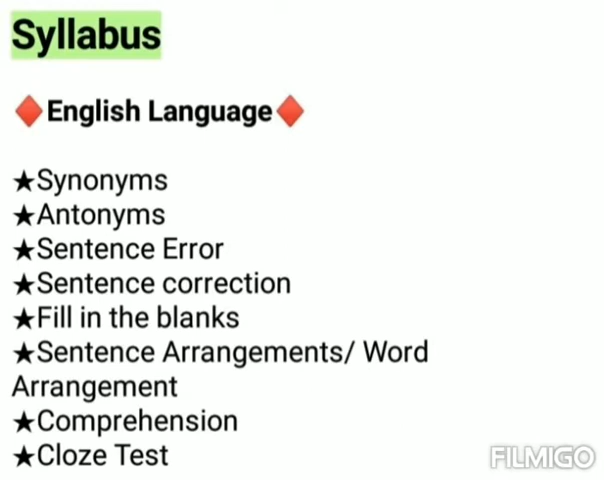 Syllabus
♦English Language♦
★Synonyms
★Antonyms
★Sentence Error
★Sentence correction
★Fill in the blanks
★Sentence Arrangements/ Word
Arrangement
★Comprehension
★Cloze Test
FILMIGO